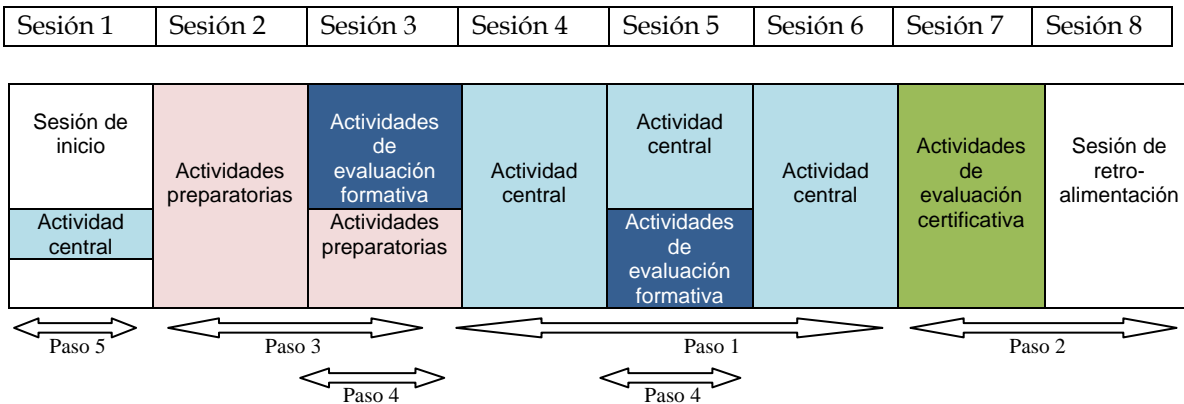 Sesión 1 Sesión 2 Sesión 3 Sesión 4 Sesión 5 Sesión 6 Sesión 7 Sesión 8
Sesión de
inicio
Actividad
central
Actividades
preparatorias
Actividades
de
evaluación
formativa
Actividades
preparatorias
Actividad
central
Actividad
central
Actividades
de
evaluación
formativa
Actividad
central
Actividades
de
evaluación
certificativa
Sesión de
retro-
alimentación
Paso 5 Paso 3 Paso 1 Paso 2
Paso 4 Paso 4